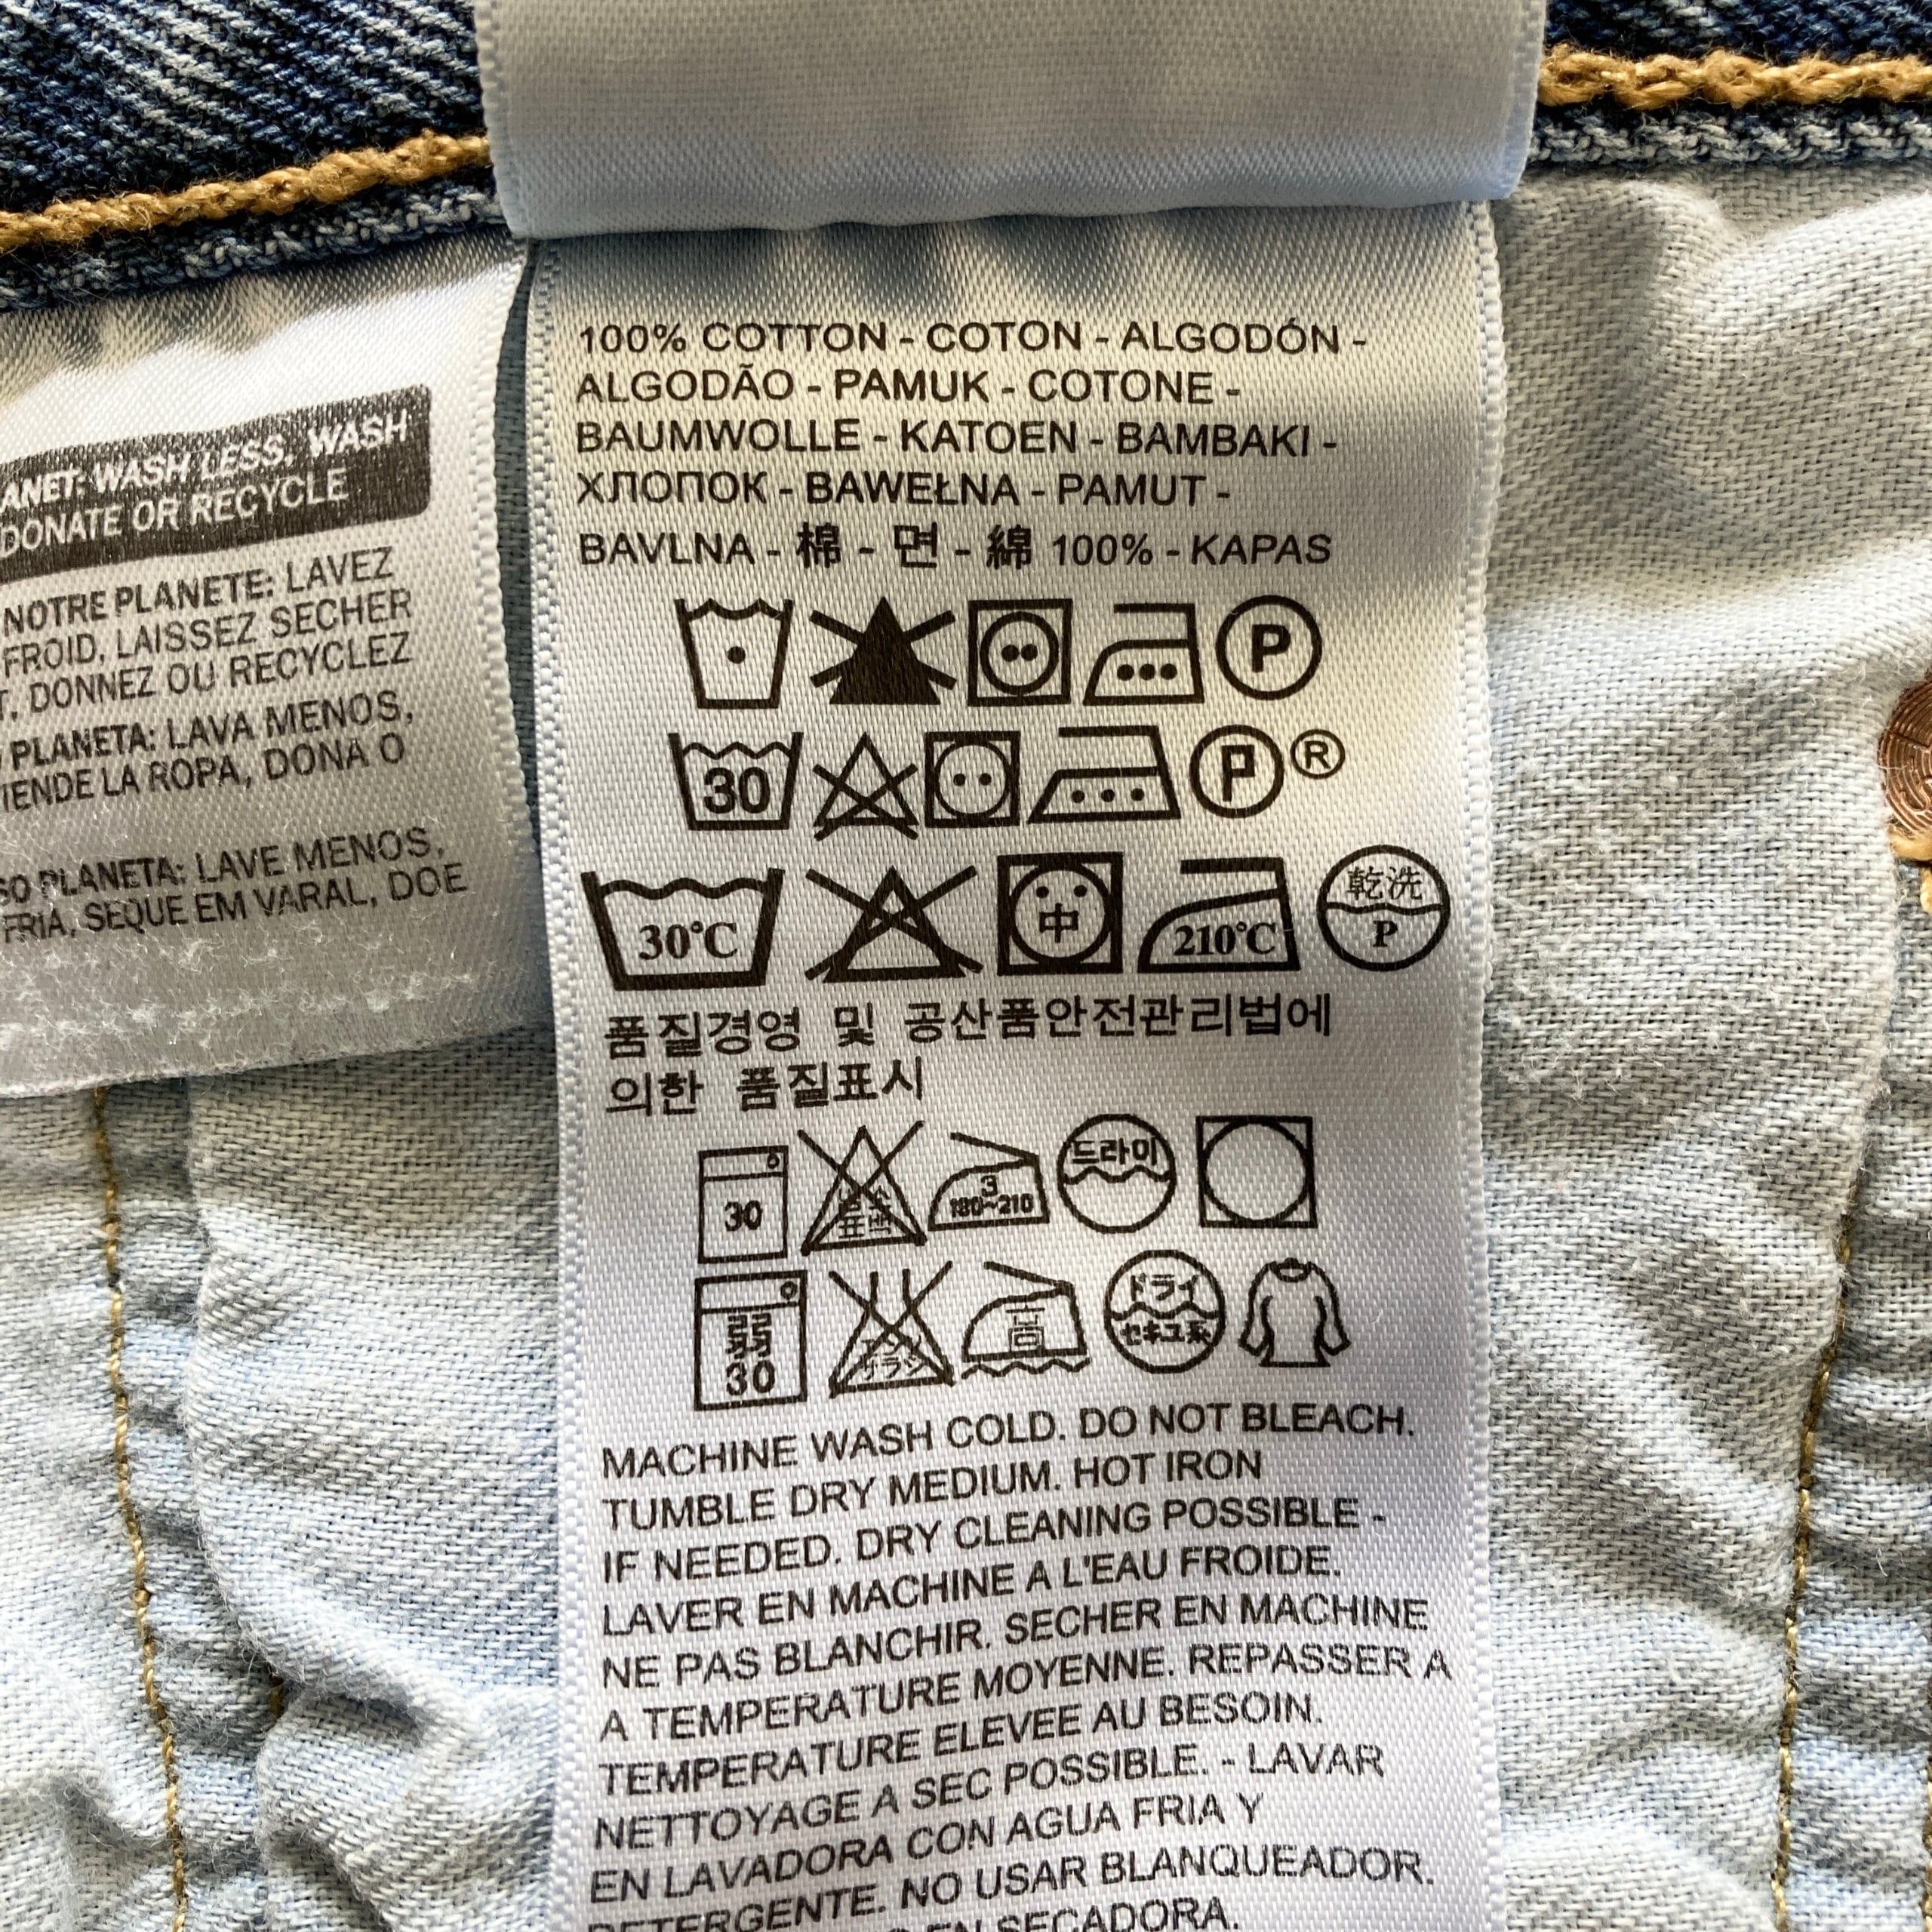 ANET: WASH LESS, WASH
DONATE OR RECYCLE
NOTRE PLANETE: LAVEZ
FROID, LAISSEZ SECHER
DONNEZ OU RECYCLEZ
PLANETA: LAVA MENOS,
IENDE LA ROPA, DONA O
SO PLANETA: LAVE MENOS,
FRIA, SEQUE EM VARAL, DOE
100% COTTON - COTON - ALGODÓN -
ALGODÃO - PAMUK - COTONE -
BAUMWOLLE - KATOEN - BAMBAKI -
ХЛОПОК - BAWEŁNA - PAMUT -
BAVLNA - 棉 - 면 - 綿 100% - KAPAS
P
30 P ®
30°C 中 210°C 乾洗 P
품질경영 및 공산품안전관리법에
의한 품질표시
30 3 180~210 드라이
30 高 ドライ セキユ系
MACHINE WASH COLD. DO NOT BLEACH.
TUMBLE DRY MEDIUM. HOT IRON
IF NEEDED. DRY CLEANING POSSIBLE -
LAVER EN MACHINE A L'EAU FROIDE.
NE PAS BLANCHIR. SECHER EN MACHINE
A TEMPERATURE MOYENNE. REPASSER A
TEMPERATURE ELEVEE AU BESOIN.
NETTOYAGE A SEC POSSIBLE. - LAVAR
EN LAVADORA CON AGUA FRIA Y
DETERGENTE. NO USAR BLANQUEADOR.
EN SECADORA.